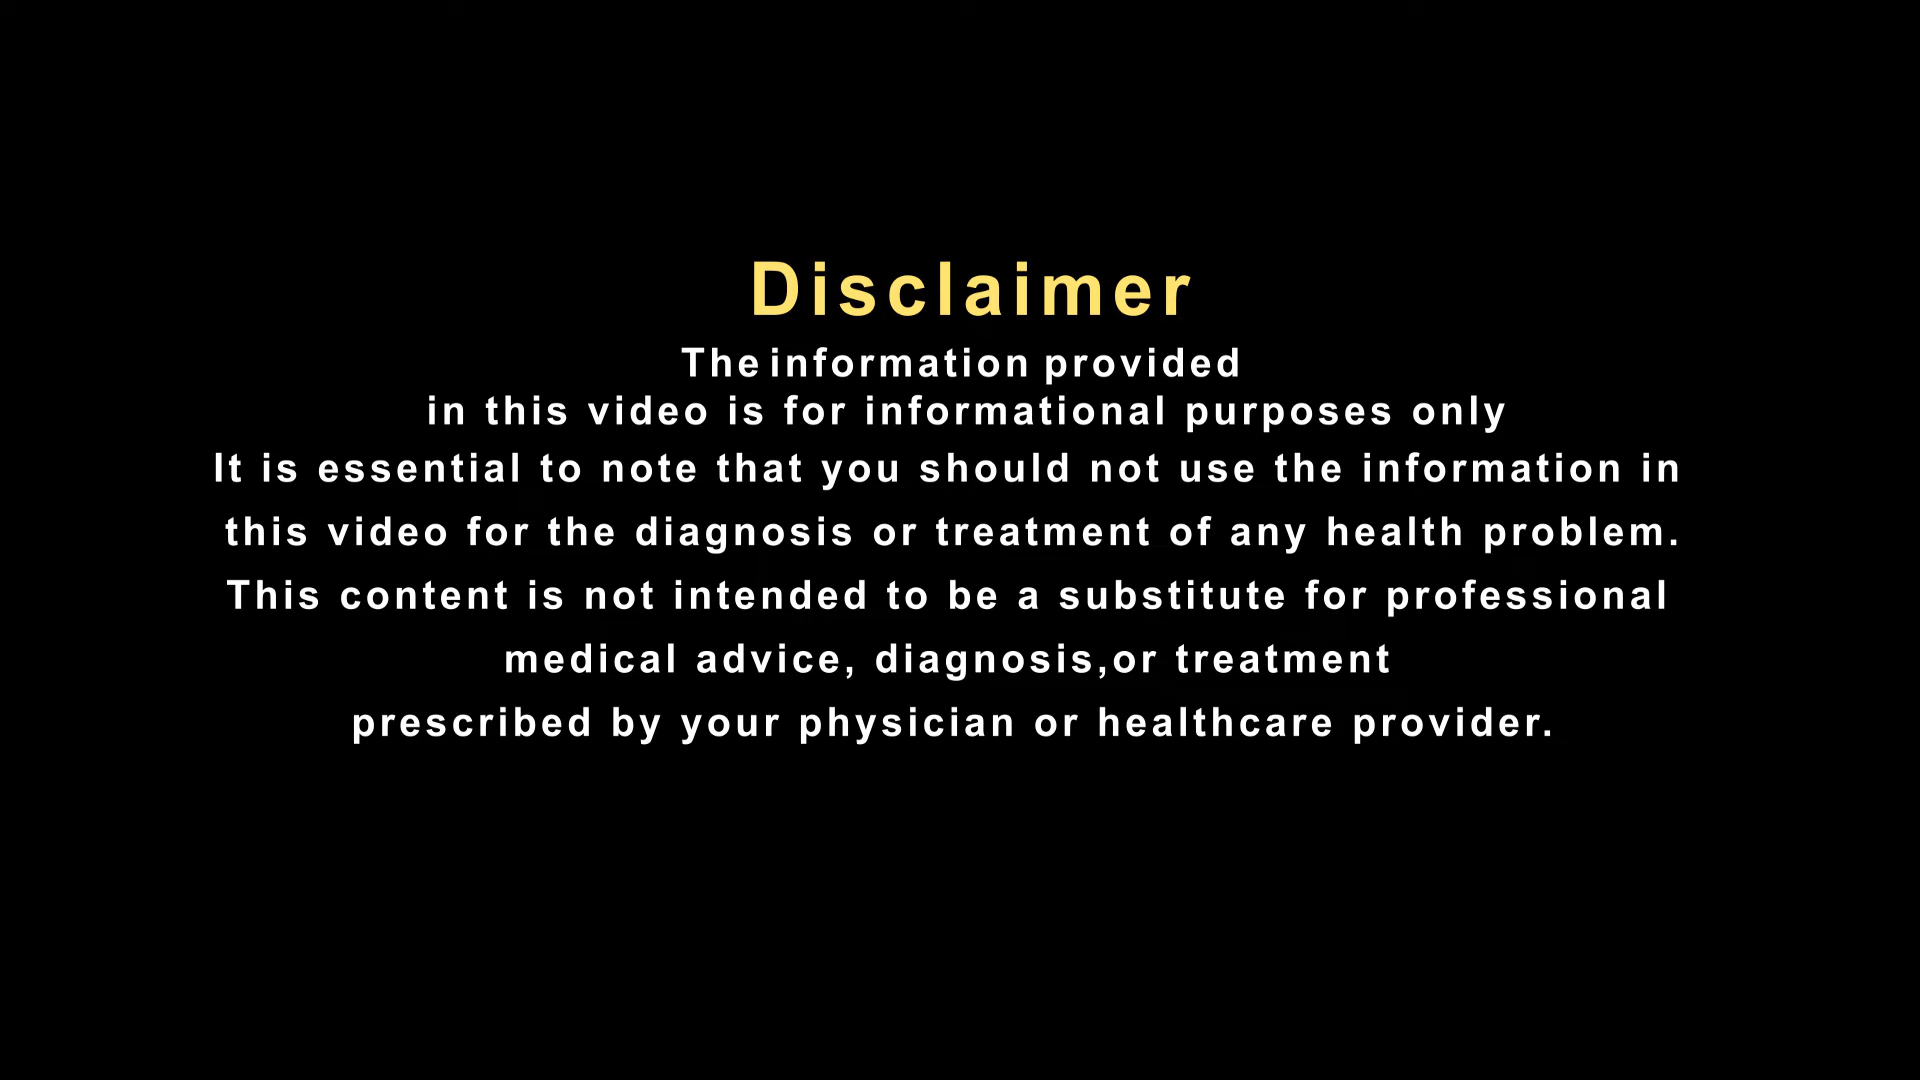 Disclaimer
The information provided
in this video is for informational purposes only
It is essential to note that you should not use the information in
this video for the diagnosis or treatment of any health problem.
This content is not intended to be a substitute for professional
medical advice, diagnosis,or treatment
prescribed by your physician or healthcare provider.